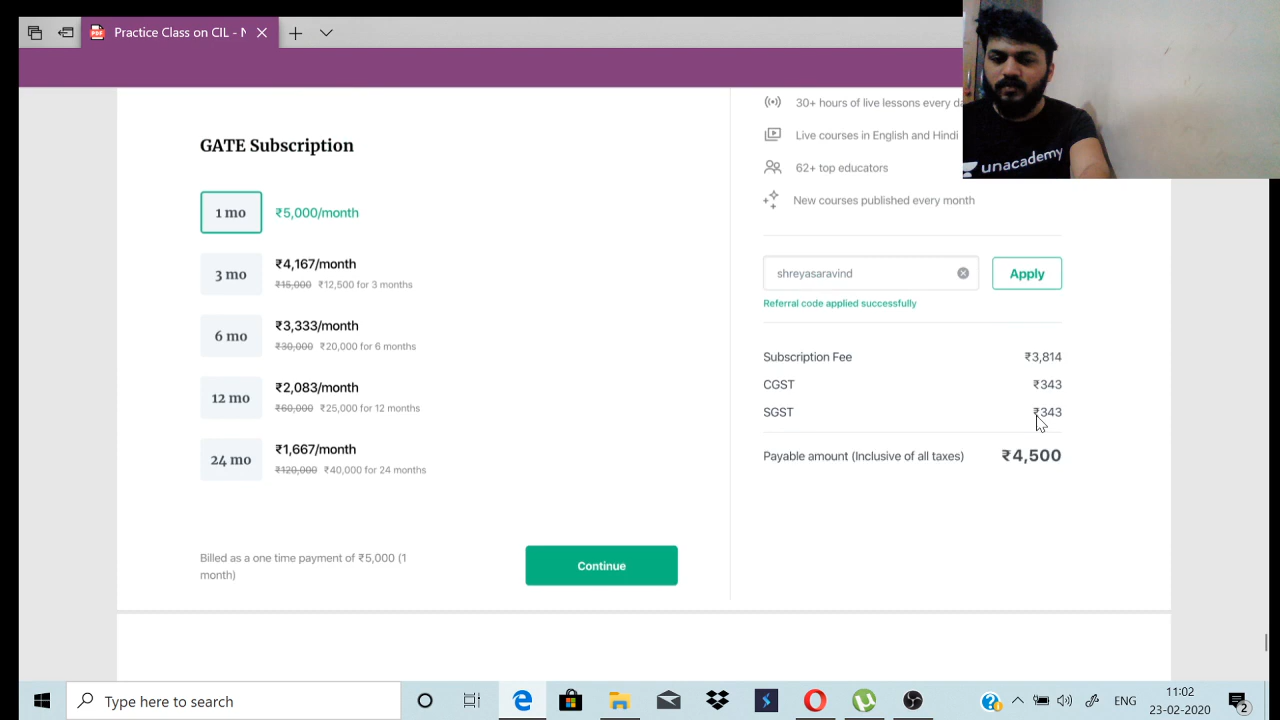 Practice Class on CIL - N
unacademy
30+ hours of live lessons every da
Live courses in English and Hindi
62+ top educators
New courses published every month
GATE Subscription
1 mo ₹5,000/month
3 mo ₹4,167/month
₹15,000 ₹12,500 for 3 months
6 mo ₹3,333/month
₹30,000 ₹20,000 for 6 months
12 mo ₹2,083/month
₹60,000 ₹25,000 for 12 months
24 mo ₹1,667/month
₹120,000 ₹40,000 for 24 months
Billed as a one time payment of ₹5,000 (1
month)
Continue
shreyasaravind Apply
Referral code applied successfully
Subscription Fee ₹3,814
CGST ₹343
SGST ₹343
Payable amount (Inclusive of all taxes) ₹4,500
Type here to search
ENG
11:02
23-02-2020
2